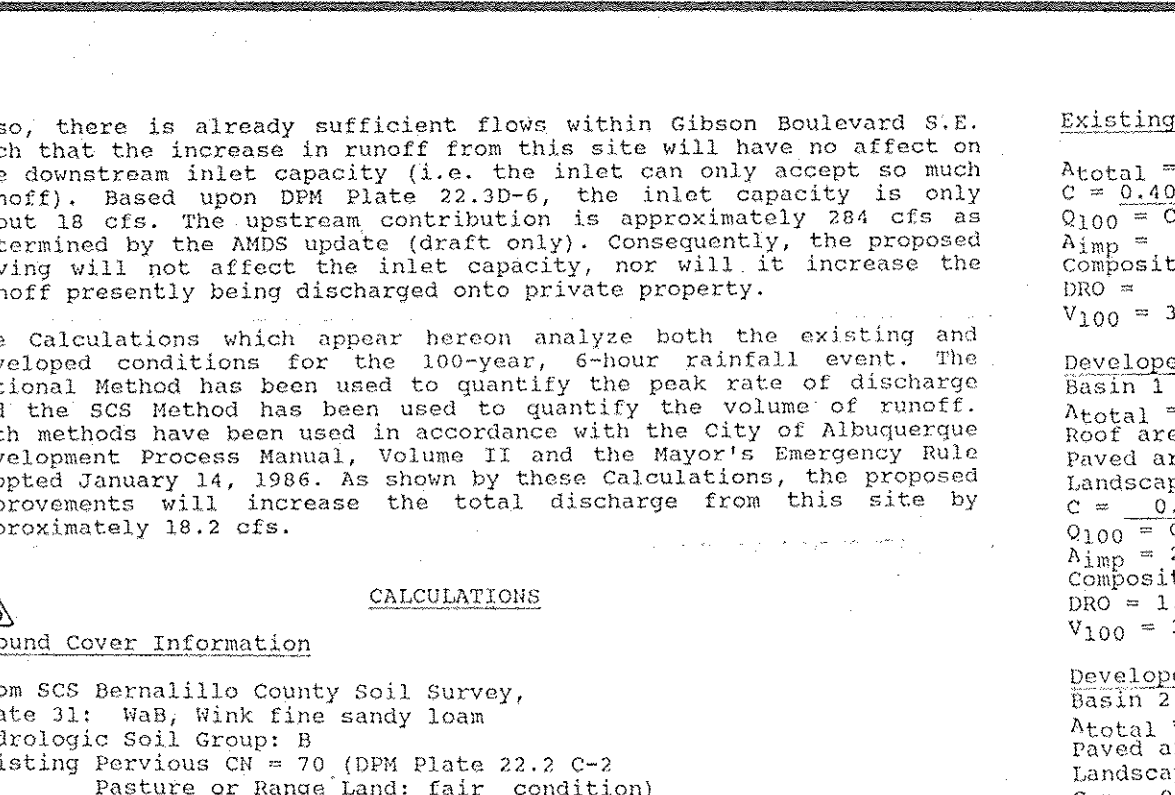 so, there is already sufficient flows within Gibson Boulevard S.E.
ch that the increase in runoff from this site will have no affect on
e downstream inlet capacity (i.e. the inlet can only accept so much
noff). Based upon DPM Plate 22.3D-6, the inlet capacity is only
out 18 cfs. The upstream contribution is approximately 284 cfs as
termined by the AMDS update (draft only). Consequently, the proposed
ving will not affect the inlet capacity, nor will it increase the
noff presently being discharged onto private property.
e Calculations which appear hereon analyze both the existing and
veloped conditions for the 100-year, 6-hour rainfall event. The
tional Method has been used to quantify the peak rate of discharge
d the SCS Method has been used to quantify the volume of runoff.
th methods have been used in accordance with the City of Albuquerque
velopment Process Manual, Volume II and the Mayor's Emergency Rule
opted January 14, 1986. As shown by these Calculations, the proposed
provements will increase the total discharge from this site by
proximately 18.2 cfs.
CALCULATIONS
ound Cover Information
om SCS Bernalillo County Soil Survey,
ate 31: WaB, Wink fine sandy loam
drologic Soil Group: B
isting Pervious CN = 70 (DPM Plate 22.2 C-2
Pasture or Range Land: fair condition)
Existing
Atotal =
C = 0.40
Q100 = C
Aimp =
Composit
DRO =
V100 = 3
Develope
Basin 1
Atotal =
Roof are
Paved ar
Landscap
C = 0.
Q100 = C
Aimp = 2
Composit
DRO = 1
V100 = 3
Develope
Basin 2
Atotal
Paved a
Landsca